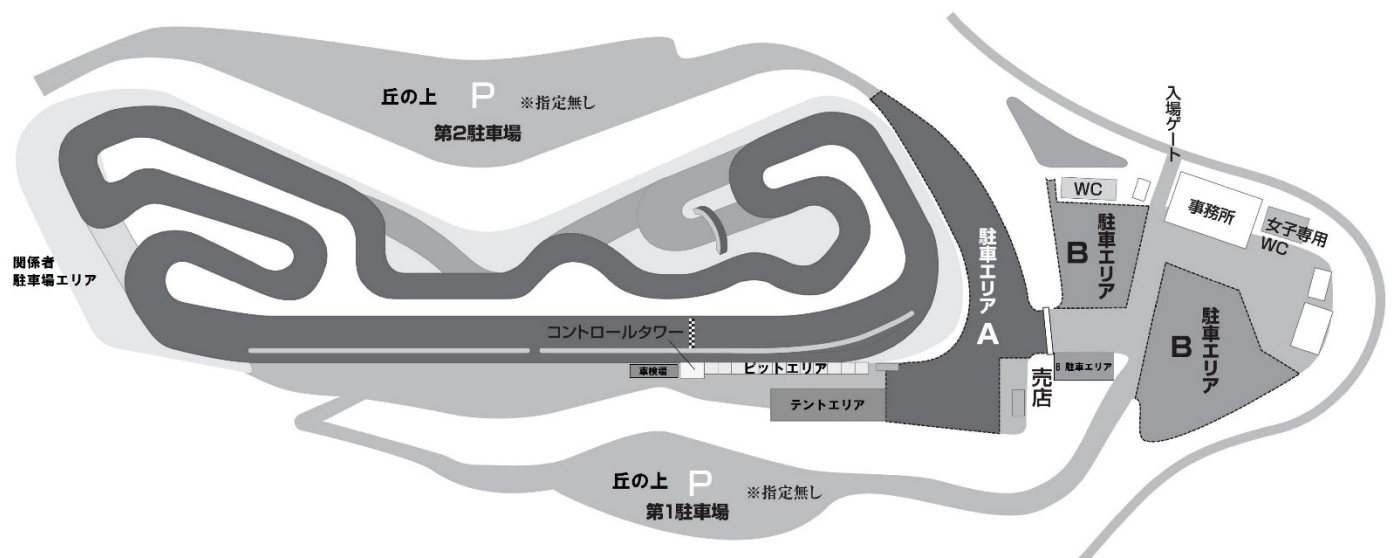 丘の上 P ※指定無し
第2駐車場
入場ゲート
WC
事務所
女子専用
WC
駐車エリア
B
駐車エリア
A
関係者
駐車場エリア
コントロールタワー
駐車エリア
B
車検場
ピットエリア
売店
B 駐車エリア
テントエリア
丘の上 P ※指定無し
第1駐車場